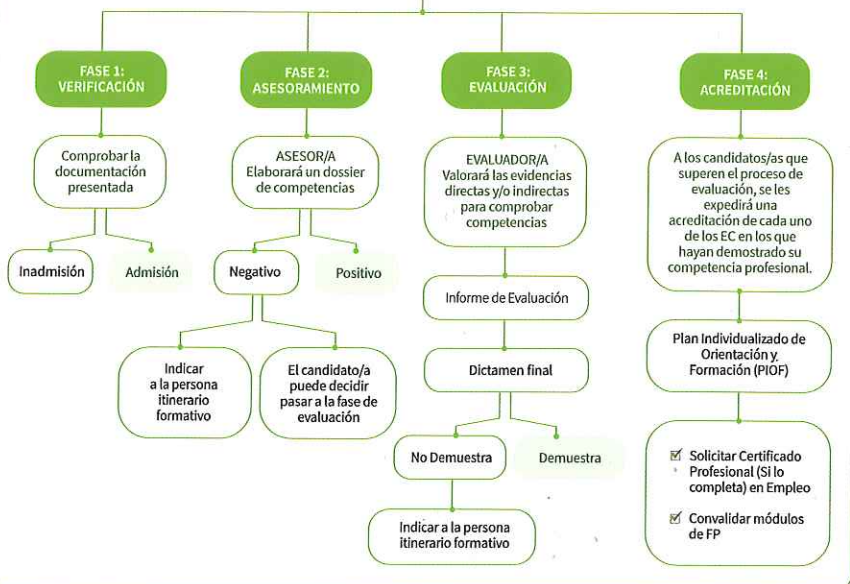 FASE 1:
VERIFICACIÓN
Comprobar la
documentación
presentada
Inadmisión
Admisión
FASE 2:
ASESORAMIENTO
ASESOR/A
Elaborará un dossier
de competencias
Negativo
Positivo
Indicar
a la persona
itinerario
formativo
El candidato/a
puede decidir
pasar a la fase de
evaluación
FASE 3:
EVALUACIÓN
EVALUADOR/A
Valorará las evidencias
directas y/o indirectas
para comprobar
competencias
Informe de Evaluación
Dictamen final
No Demuestra
Demuestra
Indicar a la persona
itinerario formativo
FASE 4:
ACREDITACIÓN
A los candidatos/as que
superen el proceso de
evaluación, se les
expedirá una
acreditación de cada uno
de los EC en los que
hayan demostrado su
competencia profesional.
Plan Individualizado de
Orientación y
Formación (PIOF)
Solicitar Certificado
Profesional (Si lo
completa) en Empleo
Convalidar módulos
de FP